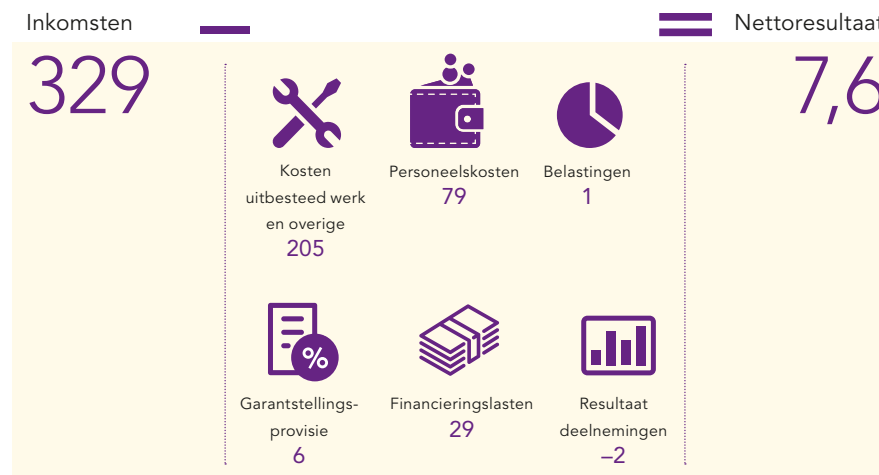 Inkomsten
Nettoresultaat
329
7,6
Kosten
uitbesteed werk
en overige
205
Personeelskosten
79
Belastingen
1
%
Garantstellings-
provisie
6
Financieringslasten
29
Resultaat
deelnemingen
–2